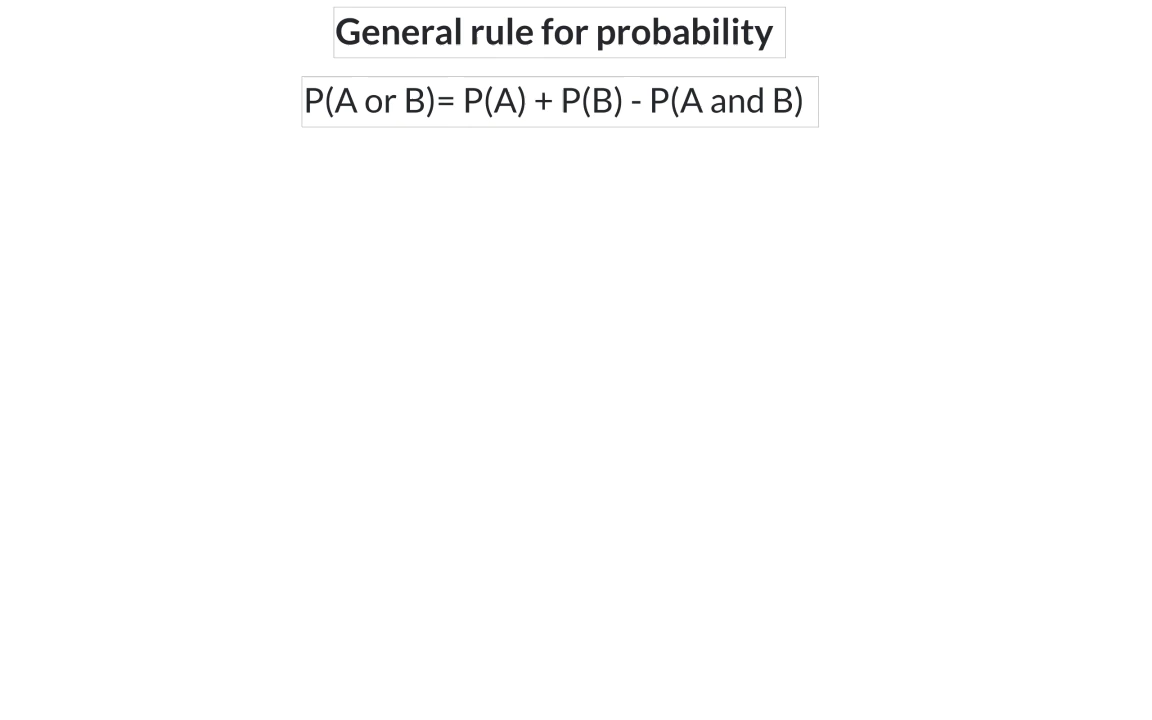 General rule for probability
P(A or B)= P(A) + P(B) - P(A and B)